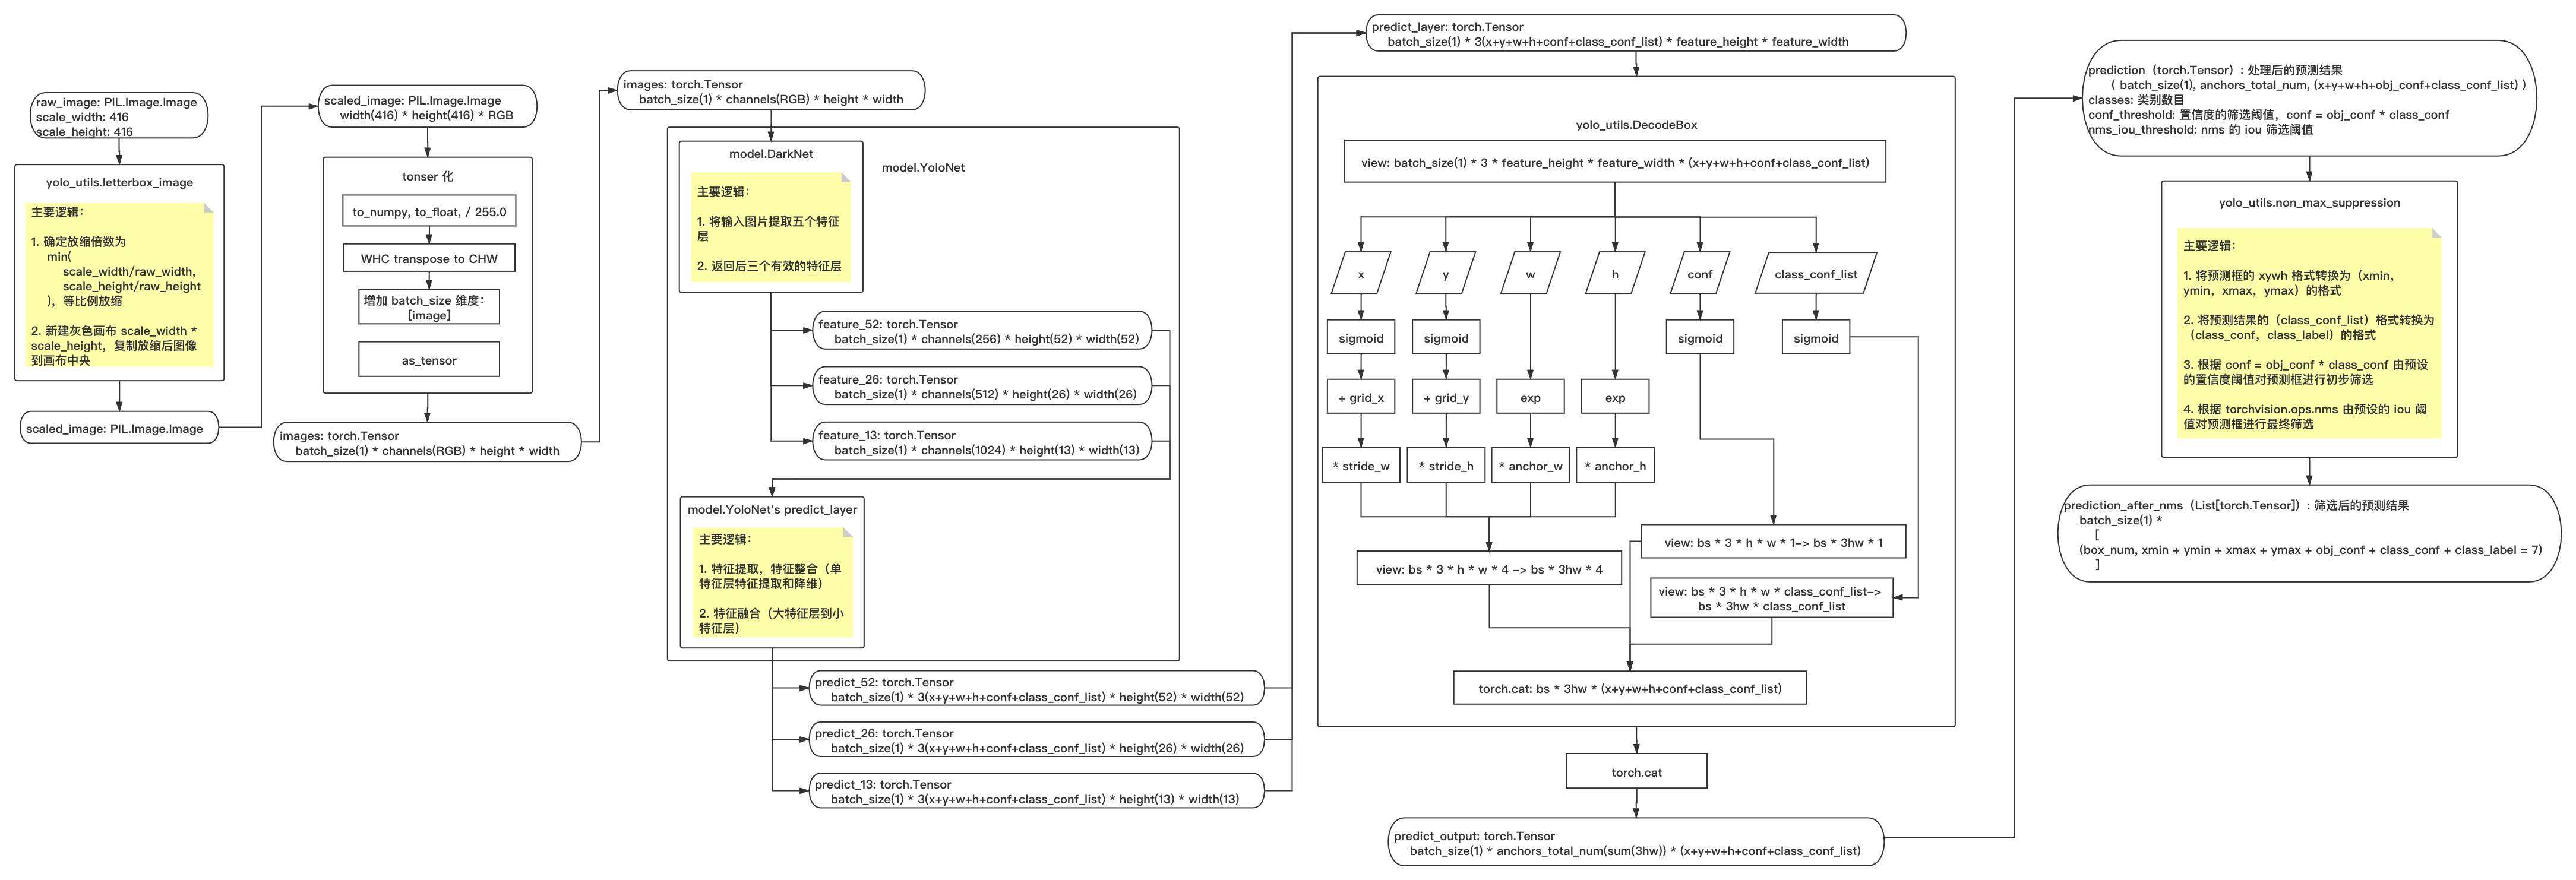 raw_image: PIL.Image.Image
scale_width: 416
scale_height: 416
yolo_utils.letterbox_image
主要逻辑：
1. 确定放缩倍数为
min(
scale_width/raw_width,
scale_height/raw_height
)，等比例放缩
2. 新建灰色画布 scale_width *
scale_height，复制放缩后图像
到画布中央
scaled_image: PIL.Image.Image
scaled_image: PIL.Image.Image
width(416) * height(416) * RGB
tonser 化
to_numpy, to_float, / 255.0
WHC transpose to CHW
增加 batch_size 维度：
[image]
as_tensor
images: torch.Tensor
batch_size(1) * channels(RGB) * height * width
images: torch.Tensor
batch_size(1) * channels(RGB) * height * width
model.DarkNet
model.YoloNet
主要逻辑：
1. 将输入图片提取五个特征
层
2. 返回后三个有效的特征层
feature_52: torch.Tensor
batch_size(1) * channels(256) * height(52) * width(52)
feature_26: torch.Tensor
batch_size(1) * channels(512) * height(26) * width(26)
feature_13: torch.Tensor
batch_size(1) * channels(1024) * height(13) * width(13)
model.YoloNet's predict_layer
主要逻辑：
1. 特征提取，特征整合（单
特征层特征提取和降维）
2. 特征融合（大特征层到小
特征层）
predict_52: torch.Tensor
batch_size(1) * 3(x+y+w+h+conf+class_conf_list) * height(52) * width(52)
predict_26: torch.Tensor
batch_size(1) * 3(x+y+w+h+conf+class_conf_list) * height(26) * width(26)
predict_13: torch.Tensor
batch_size(1) * 3(x+y+w+h+conf+class_conf_list) * height(13) * width(13)
predict_layer: torch.Tensor
batch_size(1) * 3(x+y+w+h+conf+class_conf_list) * feature_height * feature_width
yolo_utils.DecodeBox
view: batch_size(1) * 3 * feature_height * feature_width * (x+y+w+h+conf+class_conf_list)
x y w h conf class_conf_list
sigmoid sigmoid sigmoid sigmoid
+ grid_x + grid_y exp exp
* stride_w * stride_h * anchor_w * anchor_h
view: bs * 3 * h * w * 1–> bs * 3hw * 1
view: bs * 3 * h * w * 4 –> bs * 3hw * 4
view: bs * 3 * h * w * class_conf_list–>
bs * 3hw * class_conf_list
torch.cat: bs * 3hw * (x+y+w+h+conf+class_conf_list)
torch.cat
predict_output: torch.Tensor
batch_size(1) * anchors_total_num(sum(3hw)) * (x+y+w+h+conf+class_conf_list)
prediction（torch.Tensor）: 处理后的预测结果
( batch_size(1), anchors_total_num, (x+y+w+h+obj_conf+class_conf_list) )
classes: 类别数目
conf_threshold: 置信度的筛选阈值，conf = obj_conf * class_conf
nms_iou_threshold: nms 的 iou 筛选阈值
yolo_utils.non_max_suppression
主要逻辑：
1. 将预测框的 xywh 格式转换为（xmin，
ymin，xmax，ymax）的格式
2. 将预测结果的（class_conf_list）格式转换为
（class_conf，class_label）的格式
3. 根据 conf = obj_conf * class_conf 由预设
的置信度阈值对预测框进行初步筛选
4. 根据 torchvision.ops.nms 由预设的 iou 阈
值对预测框进行最终筛选
prediction_after_nms（List[torch.Tensor]）: 筛选后的预测结果
batch_size(1) *
[
(box_num, xmin + ymin + xmax + ymax + obj_conf + class_conf + class_label = 7)
]